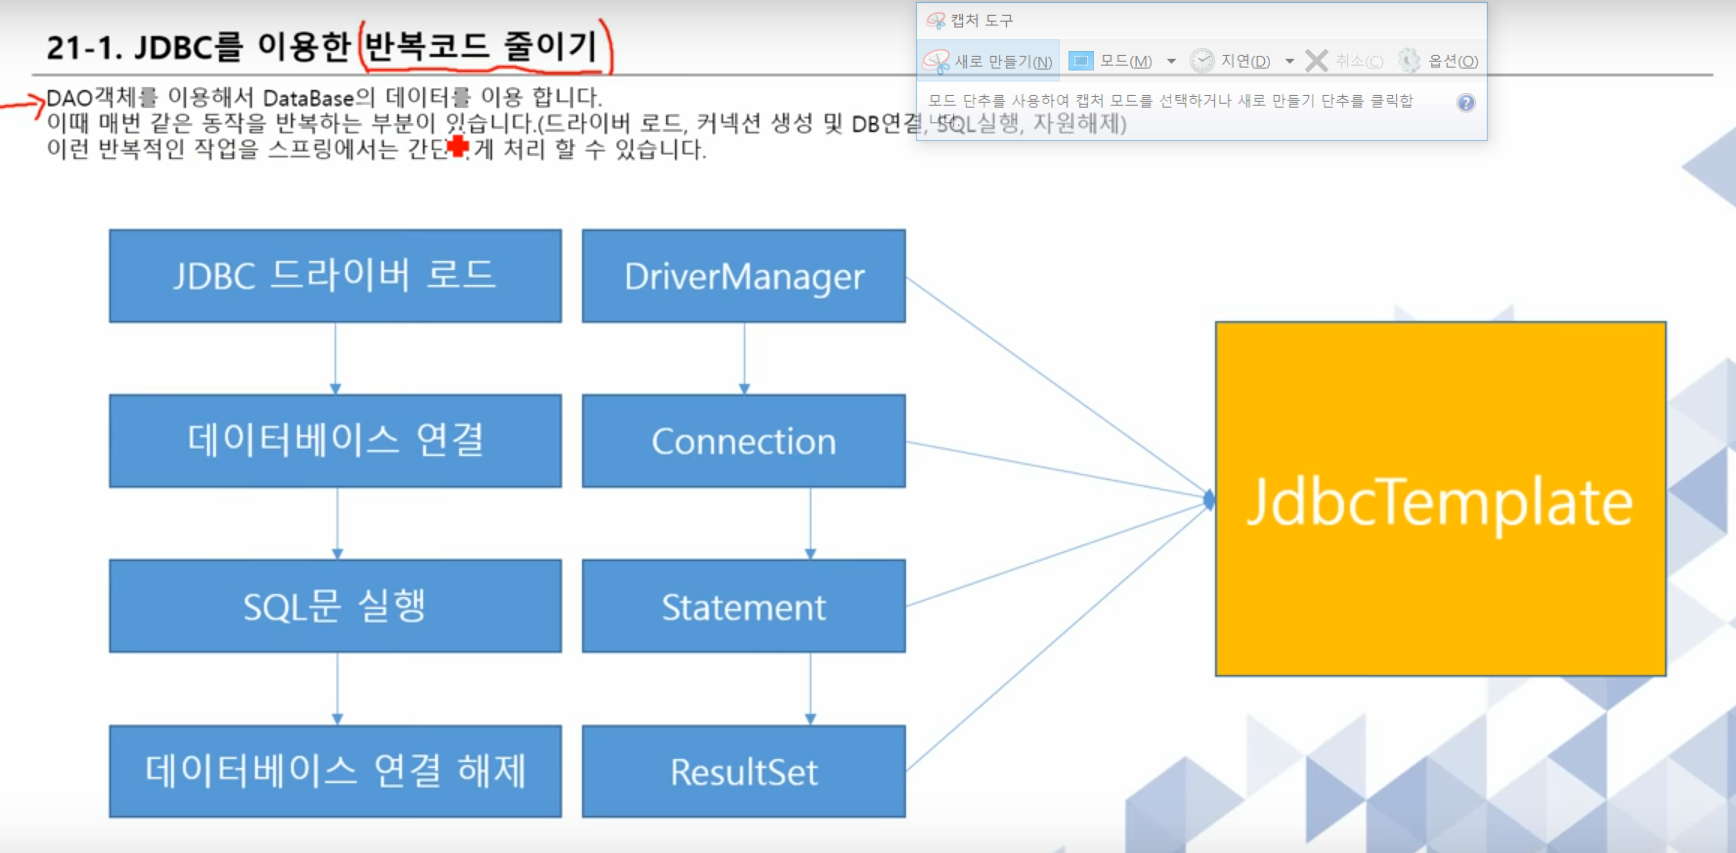 21-1. JDBC를 이용한 반복코드 줄이기
캡처 도구
새로 만들기(N) 모드(M) 지연(D) 취소(C) 옵션(O)
모드 단추를 사용하여 캡처 모드를 선택하거나 새로 만들기 단추를 클릭합
니다.
DAO객체를 이용해서 DataBase의 데이터를 이용 합니다.
이때 매번 같은 동작을 반복하는 부분이 있습니다.(드라이버 로드, 커넥션 생성 및 DB연결, SQL실행, 자원해제)
이런 반복적인 작업을 스프링에서는 게 처리 할 수 있습니다.
JDBC 드라이버 로드
DriverManager
데이터베이스 연결
Connection
JdbcTemplate
SQL문 실행
Statement
데이터베이스 연결 해제
ResultSet